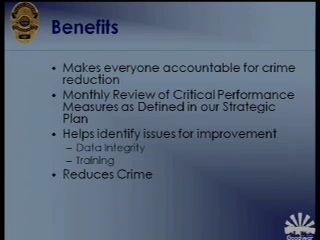 Benefits
• Makes everyone accountable for crime
reduction
• Monthly Review of Critical Performance
Measures as Defined in our Strategic
Plan
• Helps identify issues for improvement
– Data Integrity
– Training
• Reduces Crime
Goodyear